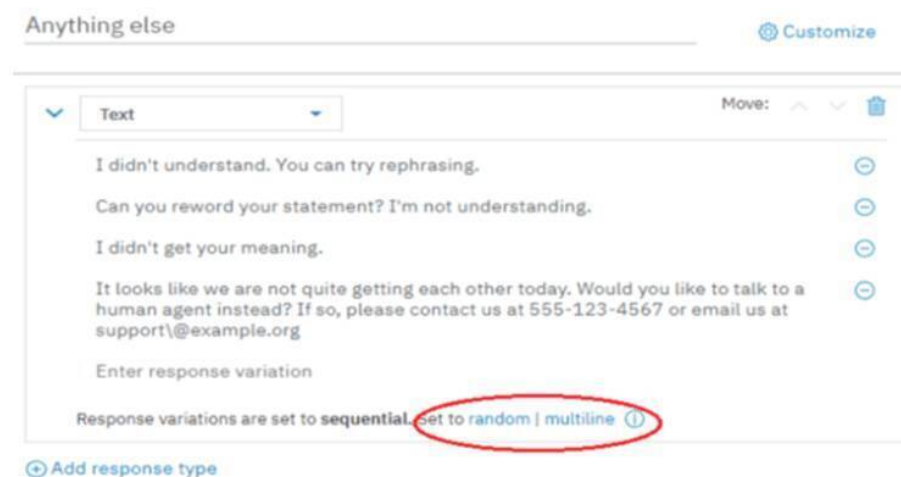 Anything else
Customize
Text
Move:
I didn't understand. You can try rephrasing.
Can you reword your statement? I'm not understanding.
I didn't get your meaning.
It looks like we are not quite getting each other today. Would you like to talk to a
human agent instead? If so, please contact us at 555-123-4567 or email us at
support\@example.org
Enter response variation
Response variations are set to sequential. Set to random | multiline
Add response type